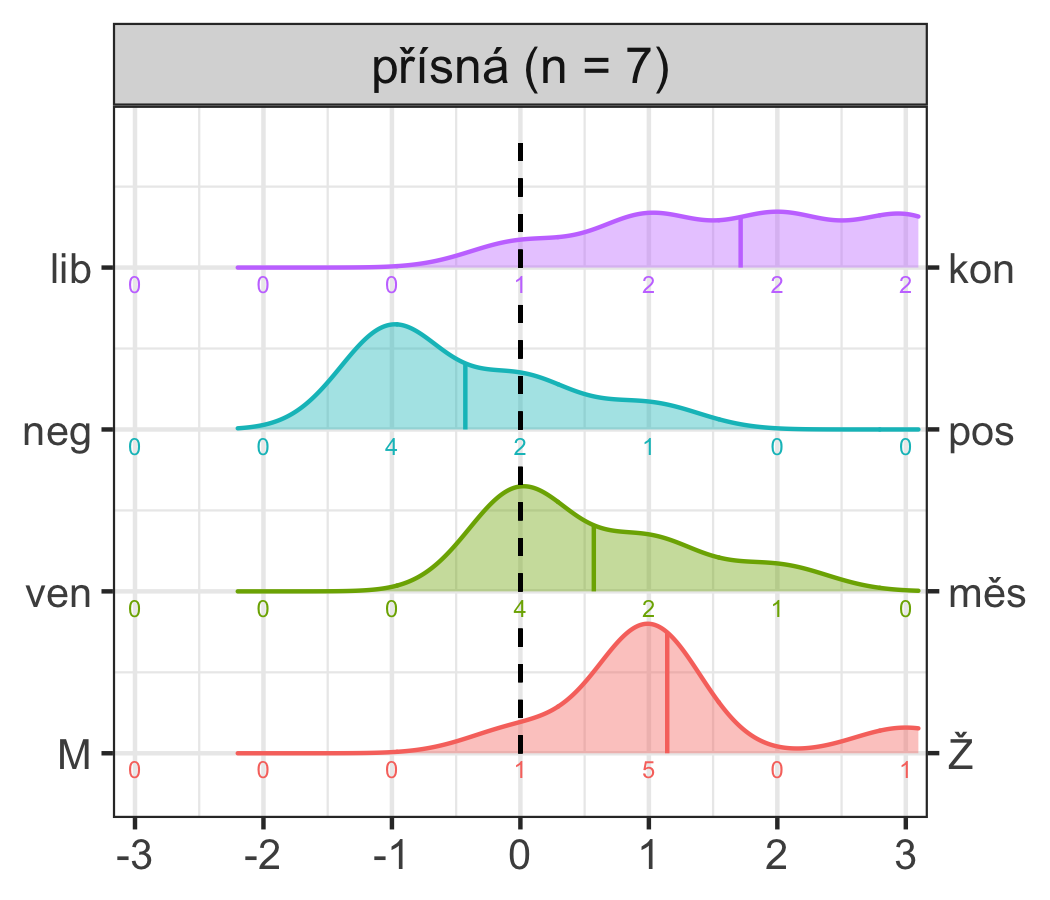 přísná (n = 7)
lib kon
0 0 0 1 2 2 2
neg pos
0 0 4 2 1 0 0
ven měs
0 0 0 4 2 1 0
M Ž
0 0 0 1 5 0 1
-3 -2 -1 0 1 2 3